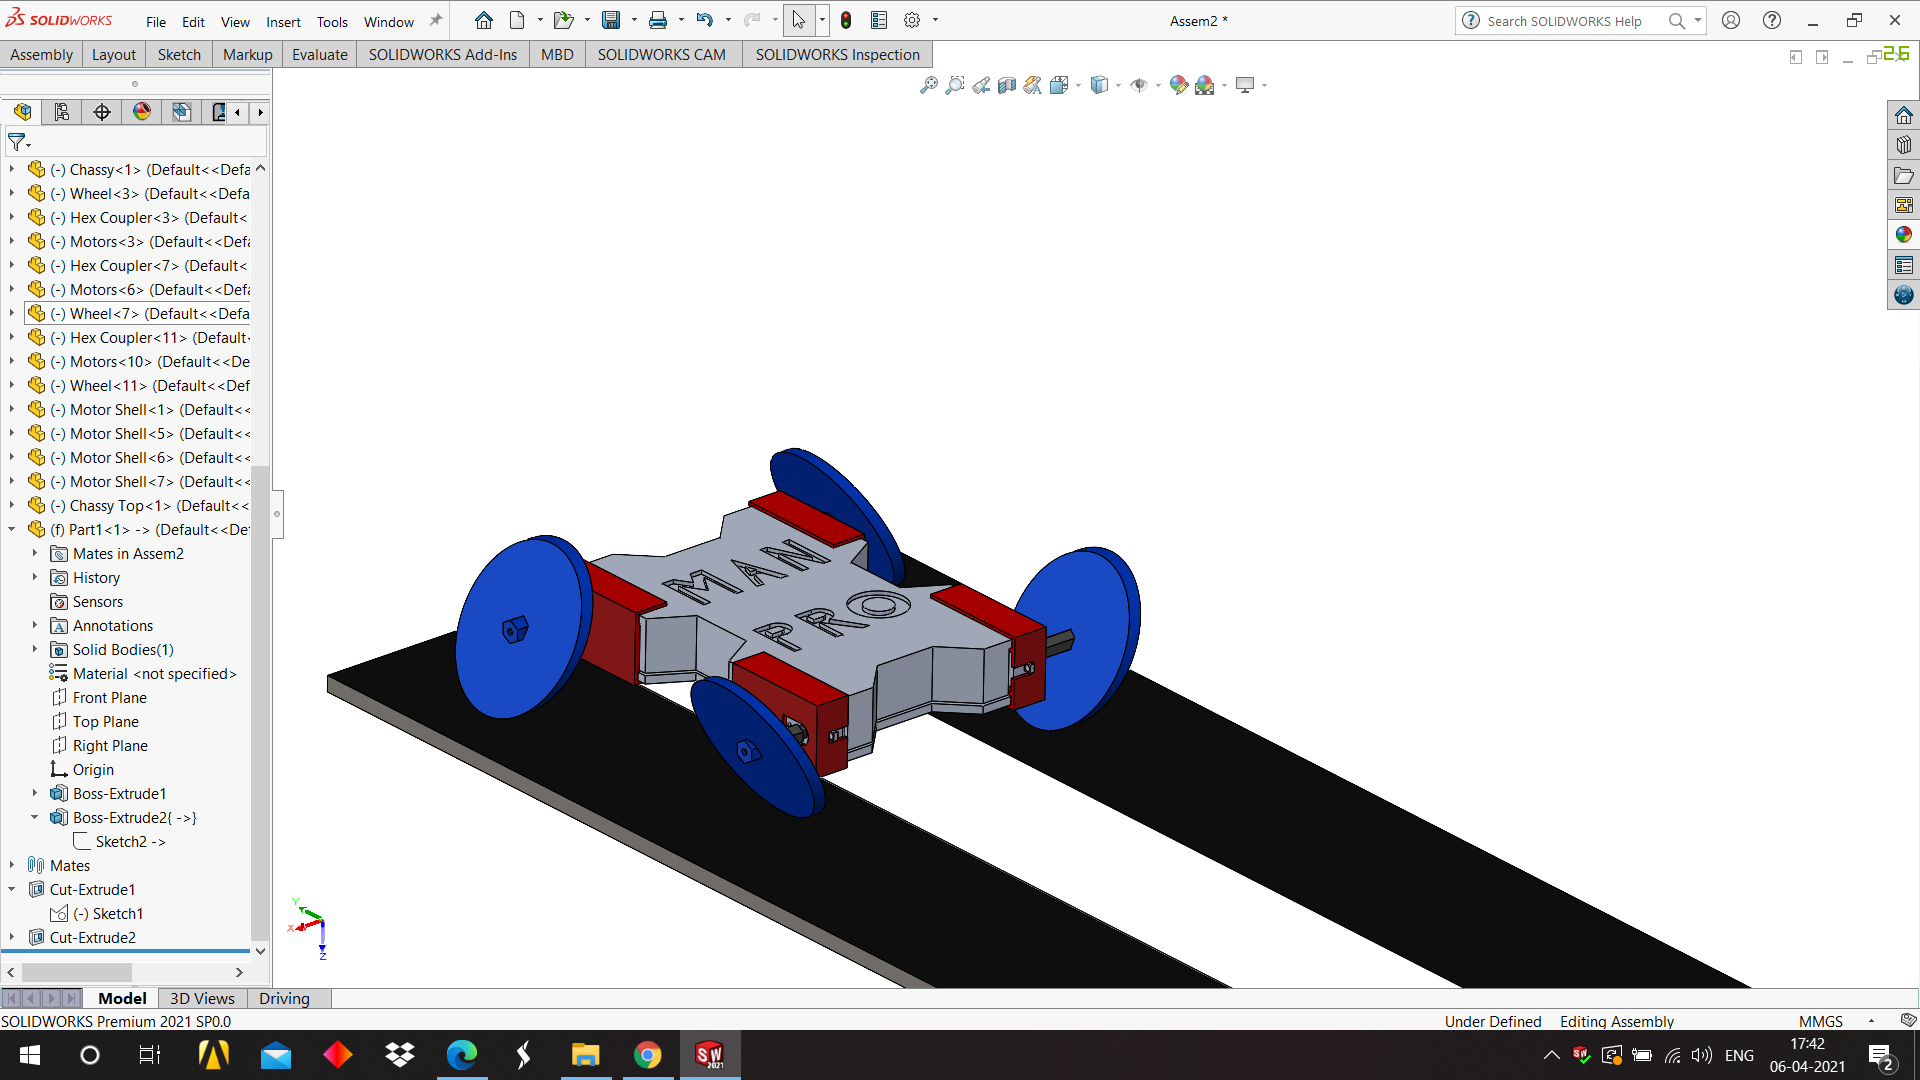 SOLIDWORKS File Edit View Insert Tools Window Assem2 * Search SOLIDWORKS Help
Assembly Layout Sketch Markup Evaluate SOLIDWORKS Add-Ins MBD SOLIDWORKS CAM SOLIDWORKS Inspection
26
(-) Chassy<1> (Default<<Defa
(-) Wheel<3> (Default<<Defa
(-) Hex Coupler<3> (Default<
(-) Motors<3> (Default<<Defa
(-) Hex Coupler<7> (Default<
(-) Motors<6> (Default<<Defa
(-) Wheel<7> (Default<<Defa
(-) Hex Coupler<11> (Default<
(-) Motors<10> (Default<<De
(-) Wheel<11> (Default<<Def
(-) Motor Shell<1> (Default<<
(-) Motor Shell<5> (Default<<
(-) Motor Shell<6> (Default<<
(-) Motor Shell<7> (Default<<
(-) Chassy Top<1> (Default<<
(f) Part1<1> -> (Default<<De
Mates in Assem2
History
Sensors
Annotations
Solid Bodies(1)
Material <not specified>
Front Plane
Top Plane
Right Plane
Origin
Boss-Extrude1
Boss-Extrude2{ ->}
Sketch2 ->
Mates
Cut-Extrude1
(-) Sketch1
Cut-Extrude2
MAN
PRO
Y
X
Z
Model 3D Views Driving
SOLIDWORKS Premium 2021 SP0.0 Under Defined Editing Assembly MMGS
SW 2021
ENG
17:42
06-04-2021
2